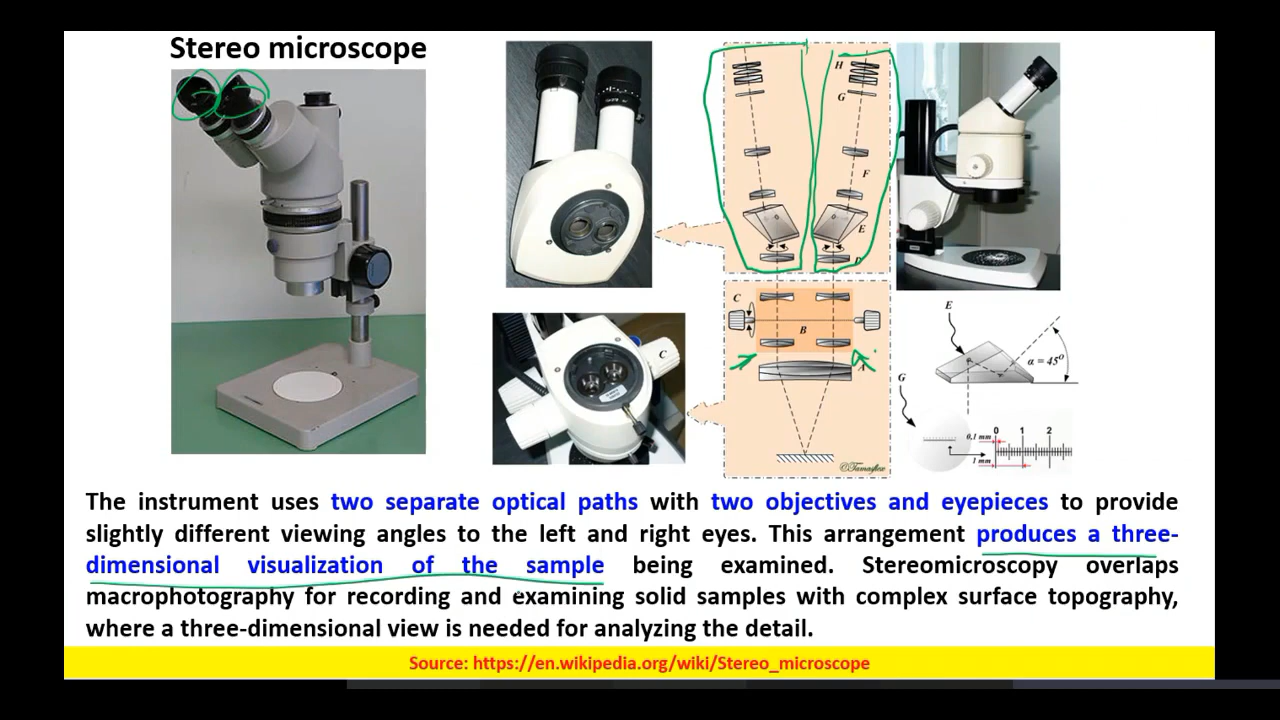 Stereo microscope
H
G
F
E
D
C
B
A
C
©Tamasflex
E
α = 45⁰
G
0 1 2
0,1 mm
1 mm
The instrument uses two separate optical paths with two objectives and eyepieces to provide
slightly different viewing angles to the left and right eyes. This arrangement produces a three-
dimensional visualization of the sample being examined. Stereomicroscopy overlaps
macrophotography for recording and examining solid samples with complex surface topography,
where a three-dimensional view is needed for analyzing the detail.
Source: https://en.wikipedia.org/wiki/Stereo_microscope